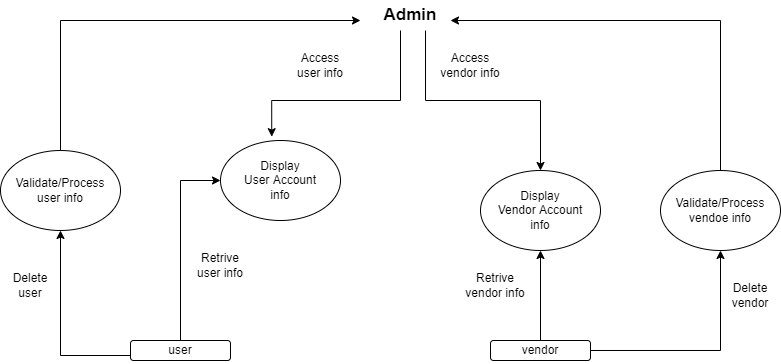 Admin
Access
user info
Access
vendor info
Validate/Process
user info
Display
User Account
info
Display
Vendor Account
info
Validate/Process
vendoe info
Retrive
user info
Delete
user
Retrive
vendor info
Delete
vendor
user
vendor